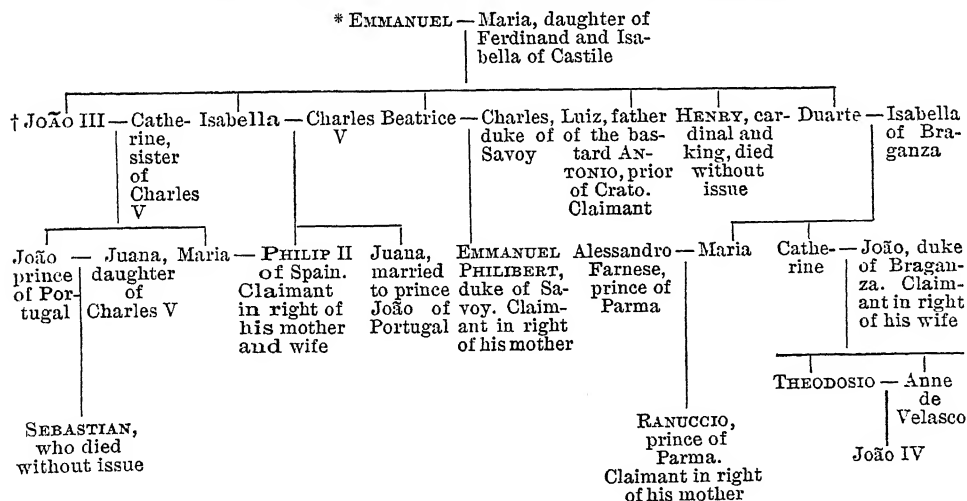 * EMMANUEL — Maria, daughter of
Ferdinand and Isa-
bella of Castile
† JOÃO III — Cathe-
rine,
sister
of
Charles
V
Isabella — Charles
V
Beatrice — Charles,
duke of
Savoy
Luiz, father
of the bas-
tard AN-
TONIO, prior
of Crato.
Claimant
HENRY, car-
dinal and
king, died
without
issue
Duarte — Isabella
of Bra-
ganza
João
prince
of Por-
tugal
Juana,
daughter
of
Charles V
Maria — PHILIP II
of Spain.
Claimant
in right of
his mother
and wife
Juana,
married
to prince
João of
Portugal
EMMANUEL
PHILIBERT,
duke of Sa-
voy. Claim-
ant in right
of his mother
Alessandro — Maria
Farnese,
prince of
Parma
Cathe- — João, duke
rine
of Bragan-
za. Claim-
ant in right
of his wife
SEBASTIAN,
who died
without issue
RANUCCIO,
prince of
Parma.
Claimant in right
of his mother
THEODOSIO — Anne
de
Velasco
João IV